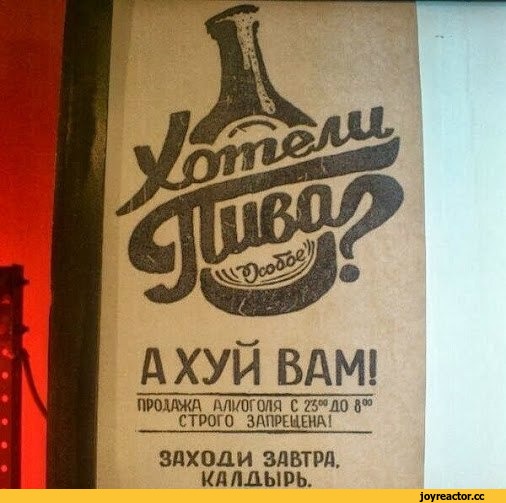 Хотели
Пива?
Особое
А ХУЙ ВАМ!
ПРОДАЖА АЛКОГОЛЯ С 23⁰⁰ ДО 8⁰⁰
СТРОГО ЗАПРЕЩЕНА!
ЗАХОДИ ЗАВТРА,
КАЛДЫРЬ.
joyreactor.cc